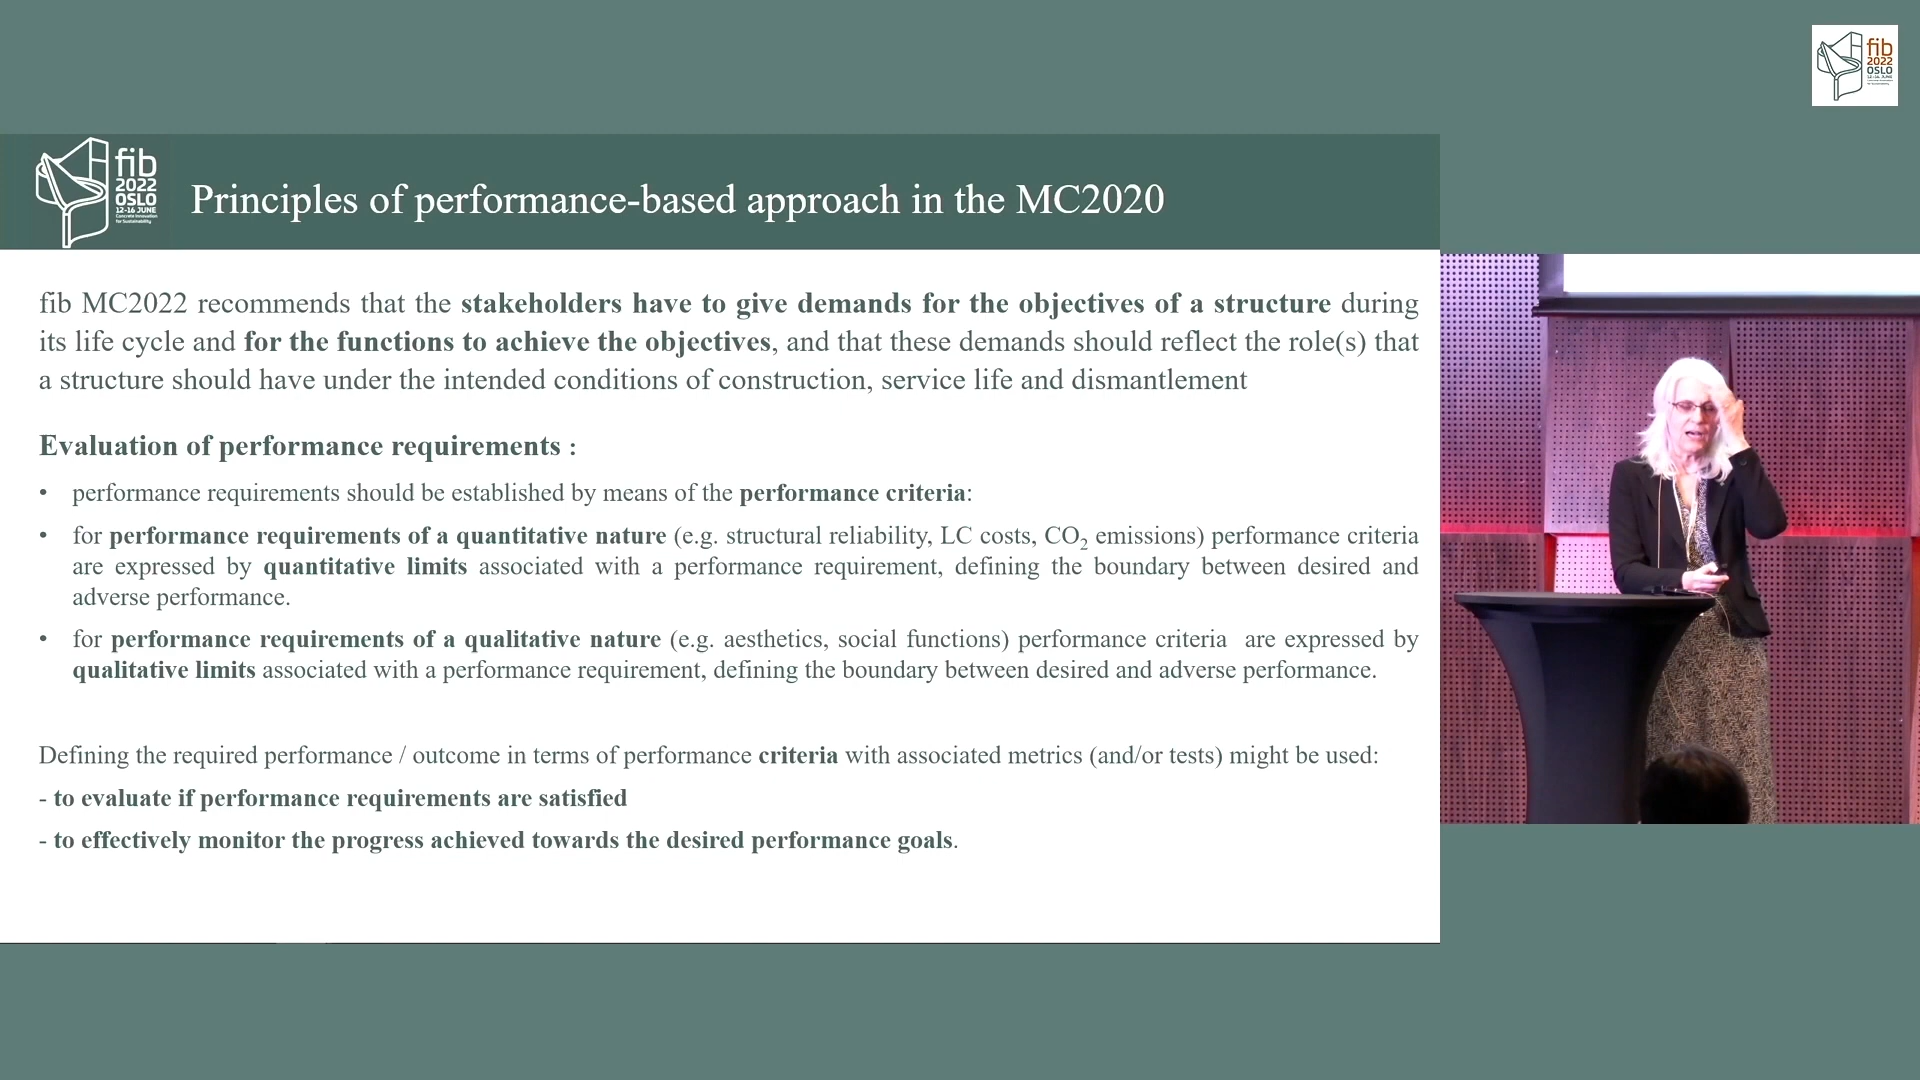 fib
2022
OSLO
12-16 JUNE
fib
2022
OSLO
12-16 JUNE
Concrete Innovation
for Sustainability
Principles of performance-based approach in the MC2020
fib MC2022 recommends that the stakeholders have to give demands for the objectives of a structure during
its life cycle and for the functions to achieve the objectives, and that these demands should reflect the role(s) that
a structure should have under the intended conditions of construction, service life and dismantlement
Evaluation of performance requirements :
• performance requirements should be established by means of the performance criteria:
• for performance requirements of a quantitative nature (e.g. structural reliability, LC costs, CO₂ emissions) performance criteria
are expressed by quantitative limits associated with a performance requirement, defining the boundary between desired and
adverse performance.
• for performance requirements of a qualitative nature (e.g. aesthetics, social functions) performance criteria are expressed by
qualitative limits associated with a performance requirement, defining the boundary between desired and adverse performance.
Defining the required performance / outcome in terms of performance criteria with associated metrics (and/or tests) might be used:
- to evaluate if performance requirements are satisfied
- to effectively monitor the progress achieved towards the desired performance goals.